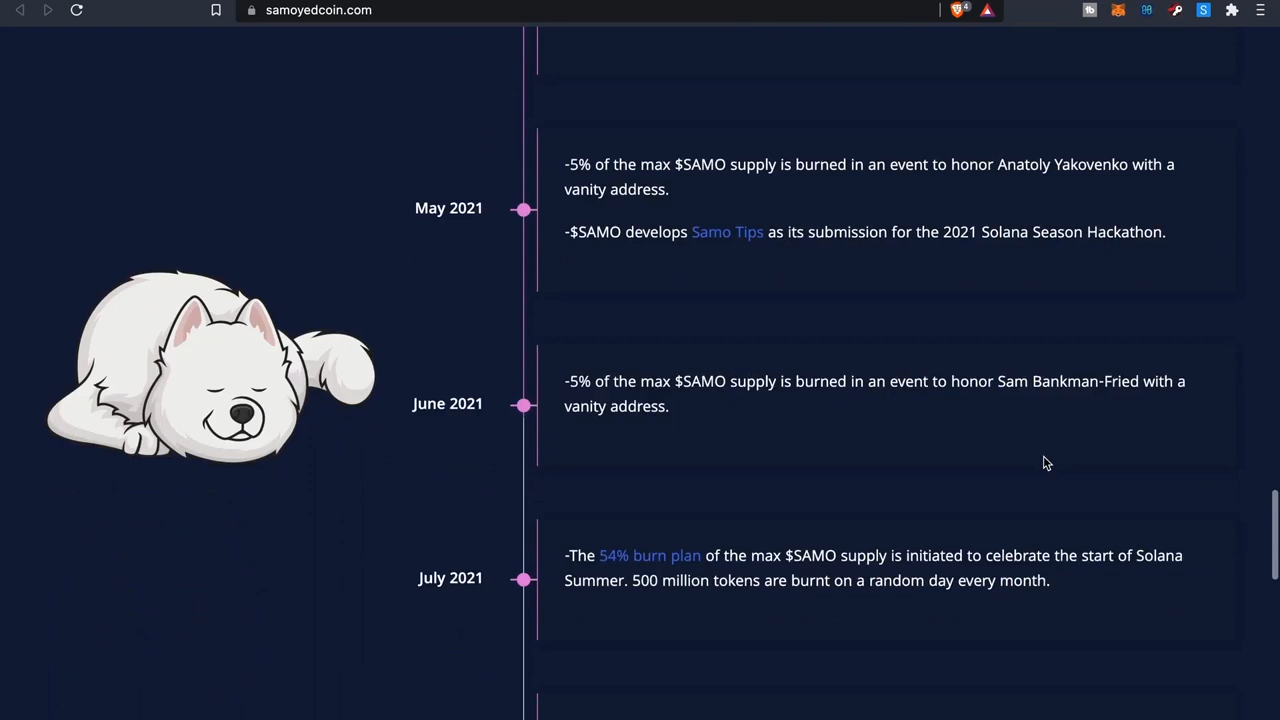 samoyedcoin.com
4
-5% of the max $SAMO supply is burned in an event to honor Anatoly Yakovenko with a
vanity address.
May 2021
-$SAMO develops Samo Tips as its submission for the 2021 Solana Season Hackathon.
-5% of the max $SAMO supply is burned in an event to honor Sam Bankman-Fried with a
June 2021
vanity address.
-The 54% burn plan of the max $SAMO supply is initiated to celebrate the start of Solana
July 2021
Summer. 500 million tokens are burnt on a random day every month.